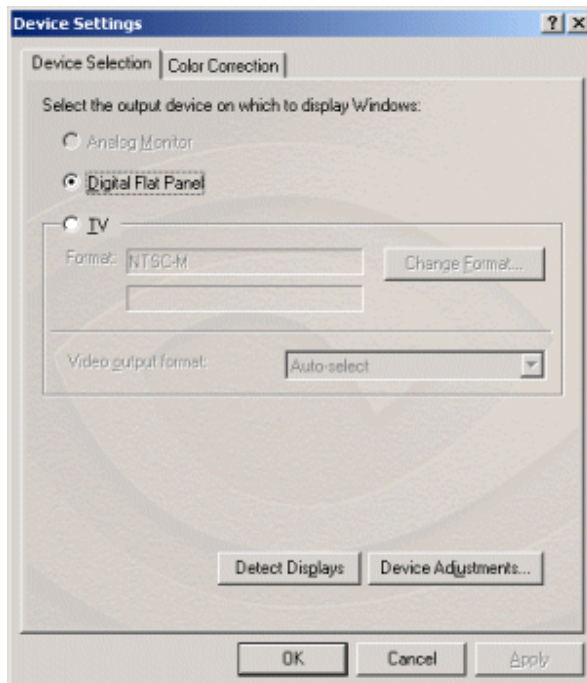 Device Settings
Device Selection Color Correction
Select the output device on which to display Windows:
Analog Monitor
Digital Flat Panel
TV
Format: NTSC-M Change Format...
Video output format: Auto-select
Detect Displays Device Adjustments...
OK Cancel Apply